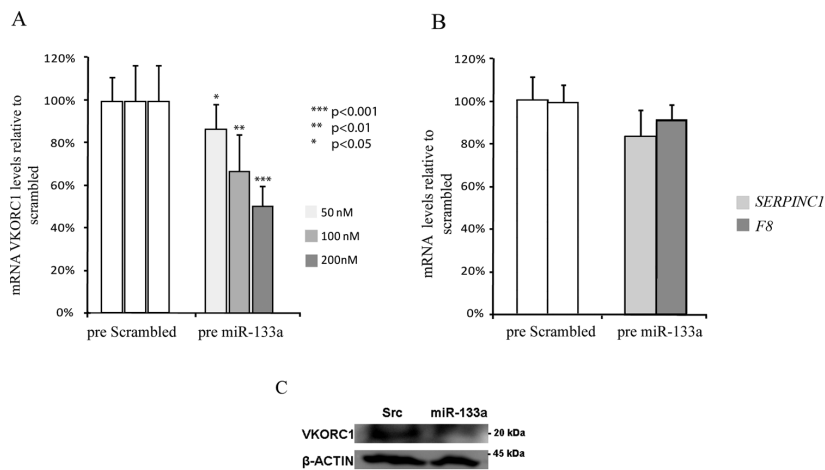 A
mRNA VKORC1 levels relative to
scrambled
120%
100%
80%
60%
40%
20%
0%
*
**
***
*** p<0.001
** p<0.01
* p<0.05
50 nM
100 nM
200nM
pre Scrambled
pre miR-133a
B
mRNA levels relative to
scrambled
120%
100%
80%
60%
40%
20%
0%
SERPINC1
F8
pre Scrambled
pre miR-133a
C
Src miR-133a
VKORC1 - 20 kDa
β-ACTIN - 45 kDa